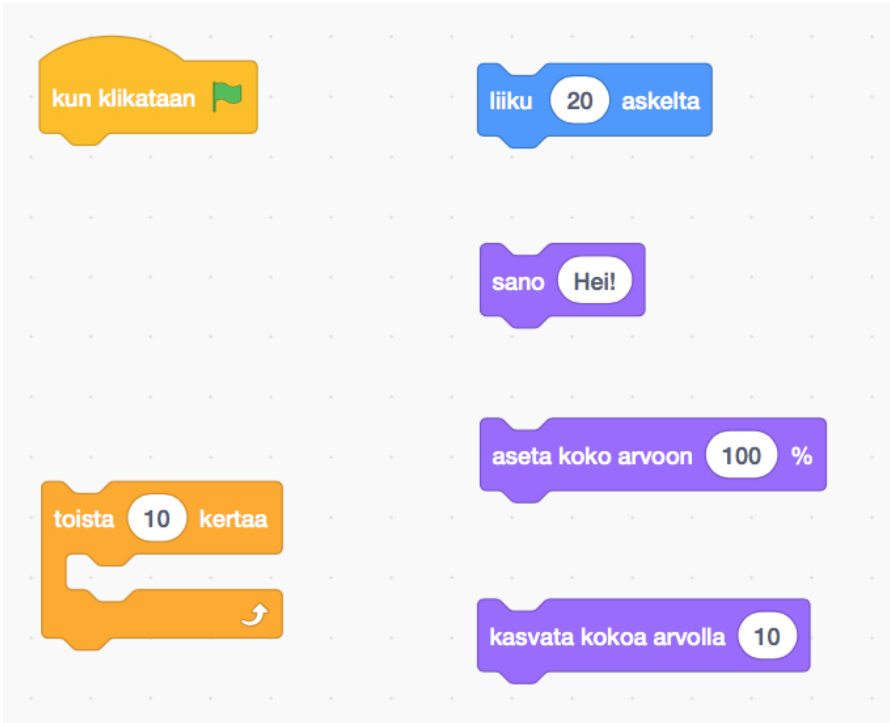 kun klikataan
liiku 20 askelta
sano Hei!
aseta koko arvoon 100 %
toista 10 kertaa
kasvata kokoa arvolla 10